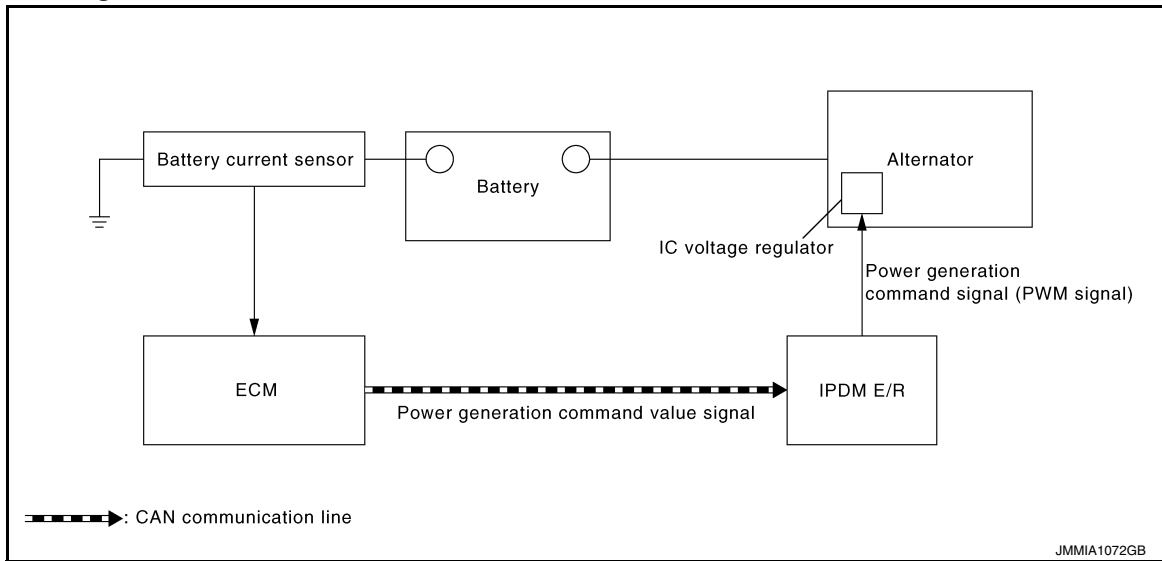 Battery current sensor
Battery
Alternator
IC voltage regulator
Power generation
command signal (PWM signal)
ECM
IPDM E/R
Power generation command value signal
: CAN communication line
JMMIA1072GB